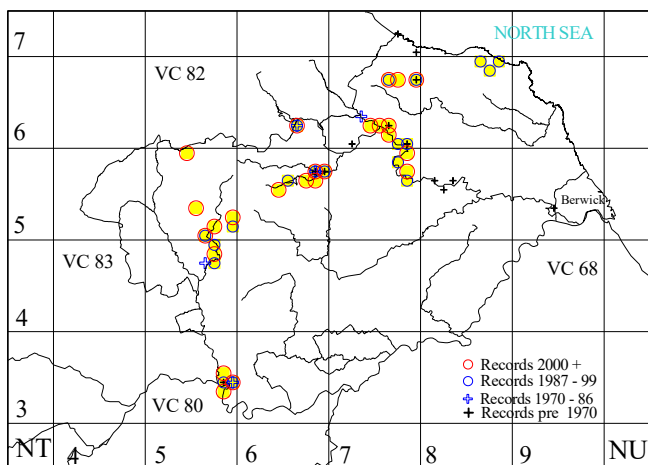 7
NORTH SEA
VC 82
6
Berwick
5
VC 83
VC 68
4
Records 2000 +
Records 1987 - 99
Records 1970 - 86
VC 80
Records pre 1970
3
NT 4 5 6 7 8 9 NU